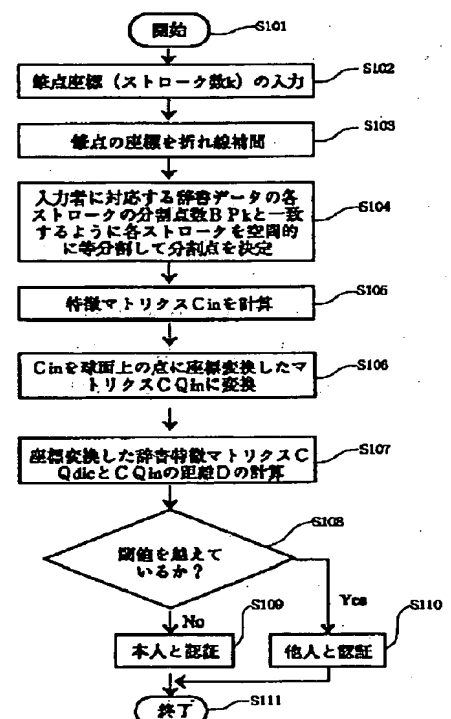 開始
S101
筆点座標（ストローク数k）の入力
S102
筆点の座標を折れ線補間
S103
入力者に対応する辞書データの各
ストロークの分割点数ＢＰkと一致
するように各ストロークを空間的
に等分割して分割点を決定
S104
特徴マトリクスCinを計算
S105
Cinを球面上の点に座標変換したマ
トリクスＣＱinに変換
S106
座標変換した辞書特徴マトリクスＣ
ＱdicとＣＱinの距離Ｄの計算
S107
閾値を越えて
いるか？
S108
No
Yes
本人と認証
S109
他人と認証
S110
終了
S111